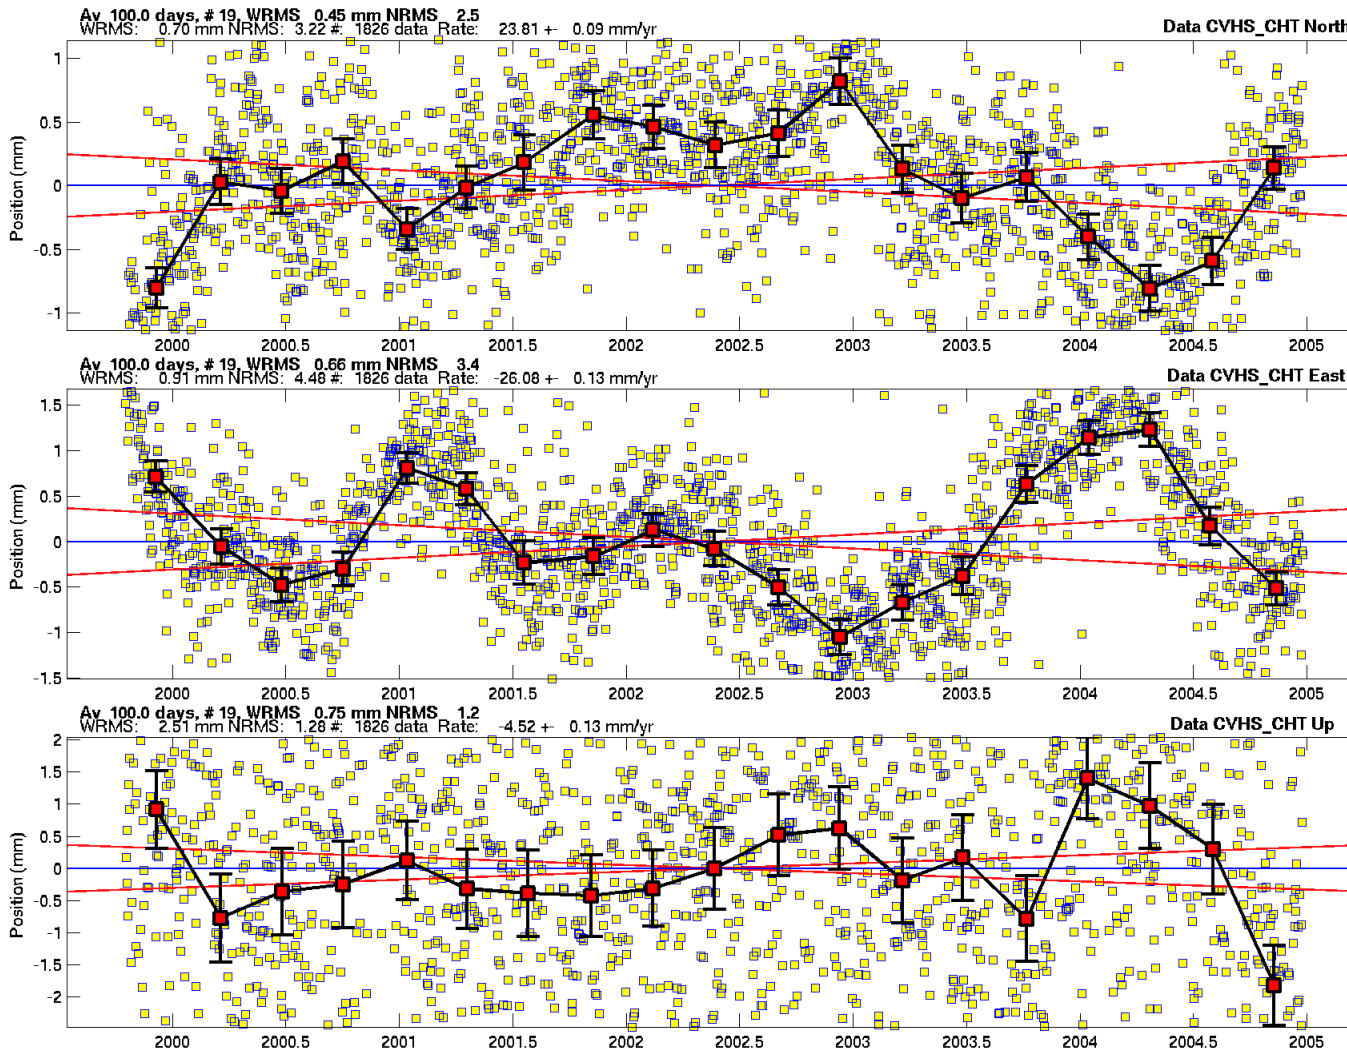 Av 100.0 days, # 19, WRMS 0.45 mm NRMS 2.5
WRMS: 0.70 mm NRMS: 3.22 #: 1826 data Rate: 23.81 +- 0.09 mm/yr
Data CVHS_CHT North
1
0.5
0
-0.5
-1
Position (mm)
2000 2000.5 2001 2001.5 2002 2002.5 2003 2003.5 2004 2004.5 2005
Av 100.0 days, # 19, WRMS 0.66 mm NRMS 3.4
WRMS: 0.91 mm NRMS: 4.48 #: 1826 data Rate: -26.08 +- 0.13 mm/yr
Data CVHS_CHT East
1.5
1
0.5
0
-0.5
-1
-1.5
Position (mm)
2000 2000.5 2001 2001.5 2002 2002.5 2003 2003.5 2004 2004.5 2005
Av 100.0 days, # 19, WRMS 0.75 mm NRMS 1.2
WRMS: 2.51 mm NRMS: 1.28 #: 1826 data Rate: -4.52 +- 0.13 mm/yr
Data CVHS_CHT Up
2
1.5
1
0.5
0
-0.5
-1
-1.5
-2
Position (mm)
2000 2000.5 2001 2001.5 2002 2002.5 2003 2003.5 2004 2004.5 2005